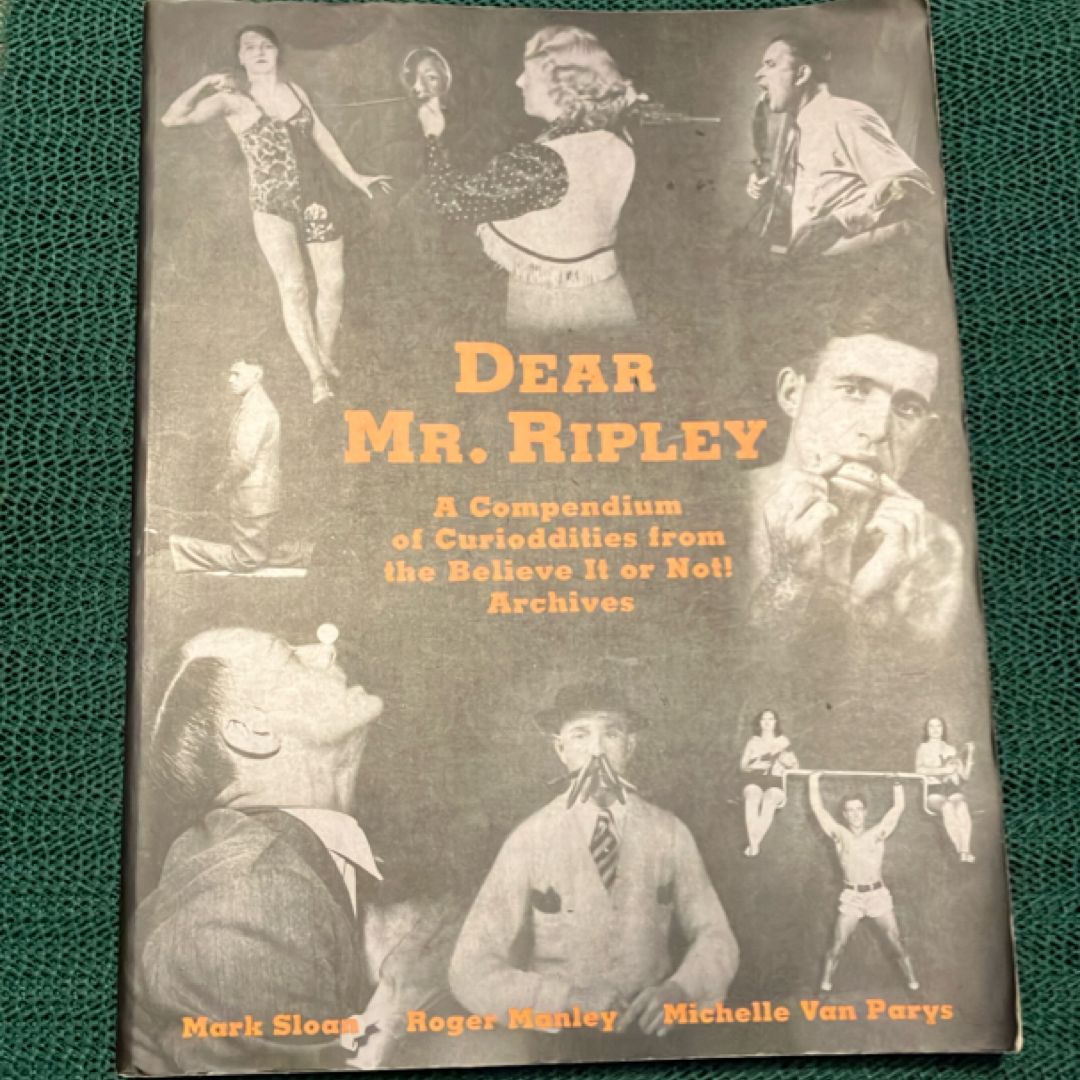 DEAR
MR. RIPLEY
A Compendium
of Curioddities from
the Believe It or Not!
Archives
Mark Sloan Roger Manley Michelle Van Parys